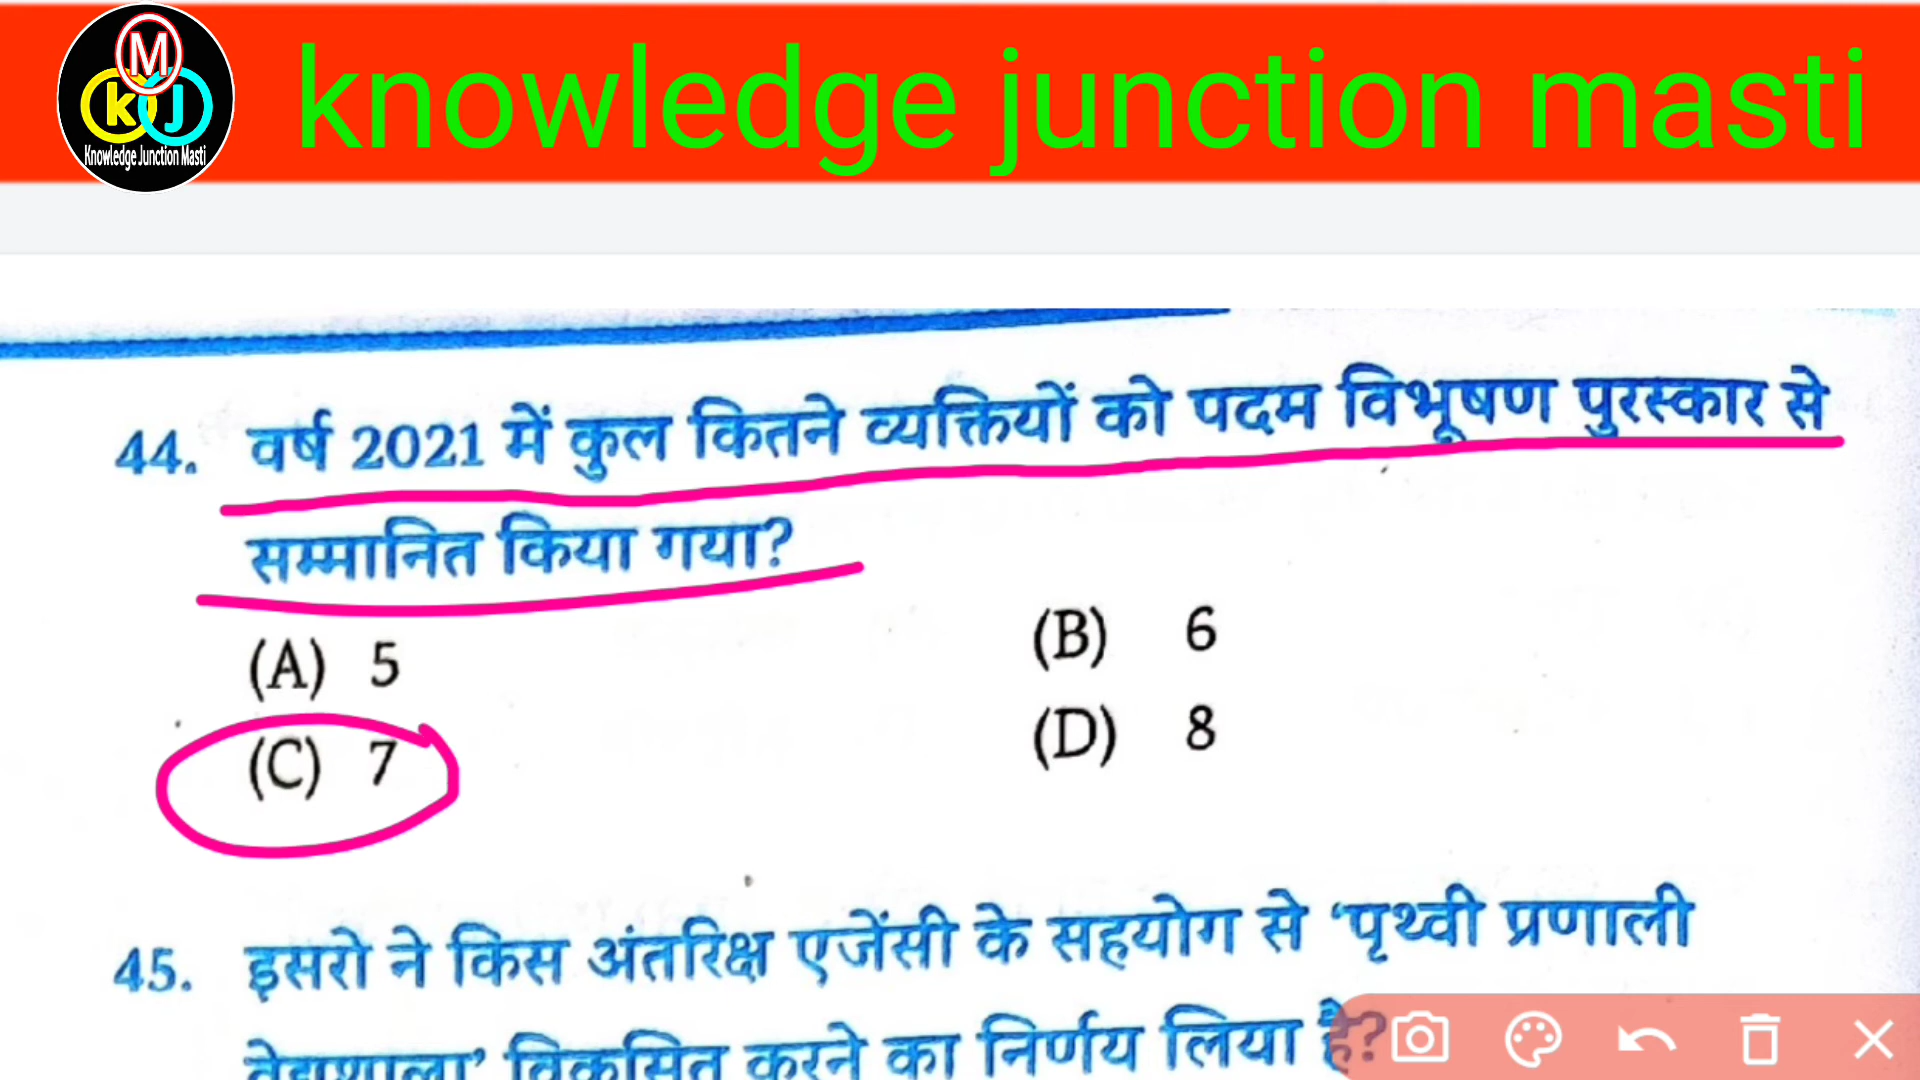 M
KJ
Knowledge Junction Masti
knowledge junction masti
44. वर्ष 2021 में कुल कितने व्यक्तियों को पदम विभूषण पुरस्कार से
सम्मानित किया गया?
(A) 5
(B) 6
(C) 7
(D) 8
45. इसरो ने किस अंतरिक्ष एजेंसी के सहयोग से ‘पृथ्वी प्रणाली
वेधशाला’ विकसित करने का निर्णय लिया है?